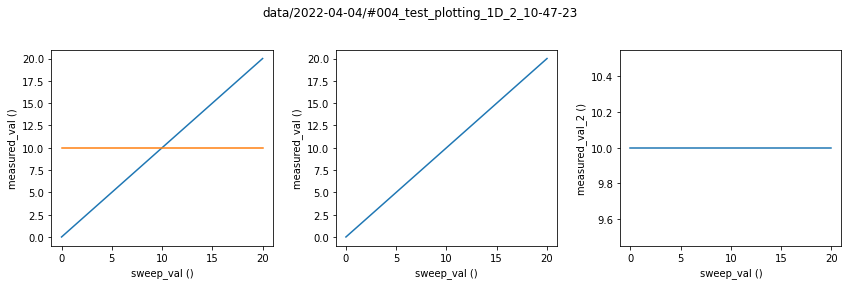 data/2022-04-04/#004_test_plotting_1D_2_10-47-23
measured_val ()
20.0
17.5
15.0
12.5
10.0
7.5
5.0
2.5
0.0
0 5 10 15 20
sweep_val ()
measured_val ()
20.0
17.5
15.0
12.5
10.0
7.5
5.0
2.5
0.0
0 5 10 15 20
sweep_val ()
measured_val_2 ()
10.4
10.2
10.0
9.8
9.6
0 5 10 15 20
sweep_val ()